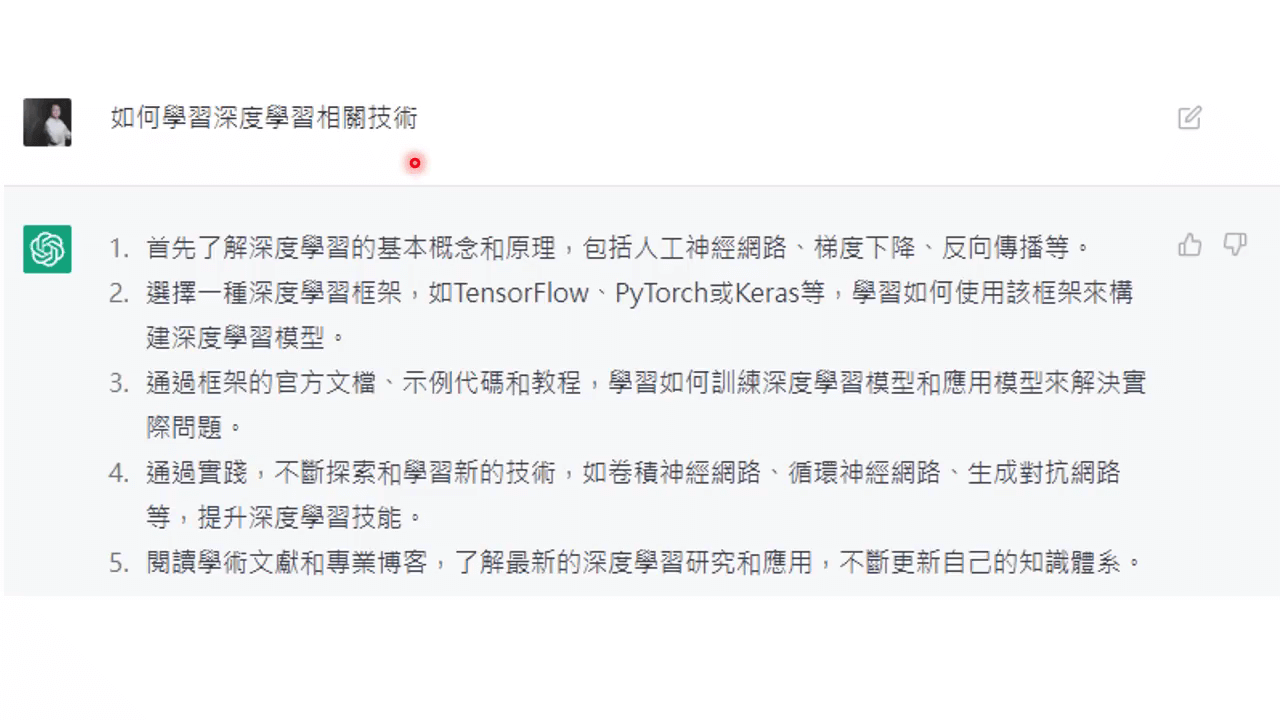 如何學習深度學習相關技術
1. 首先了解深度學習的基本概念和原理，包括人工神經網路、梯度下降、反向傳播等。
2. 選擇一種深度學習框架，如TensorFlow、PyTorch或Keras等，學習如何使用該框架來構
建深度學習模型。
3. 通過框架的官方文檔、示例代碼和教程，學習如何訓練深度學習模型和應用模型來解決實
際問題。
4. 通過實踐，不斷探索和學習新的技術，如卷積神經網路、循環神經網路、生成對抗網路
等，提升深度學習技能。
5. 閱讀學術文獻和專業博客，了解最新的深度學習研究和應用，不斷更新自己的知識體系。